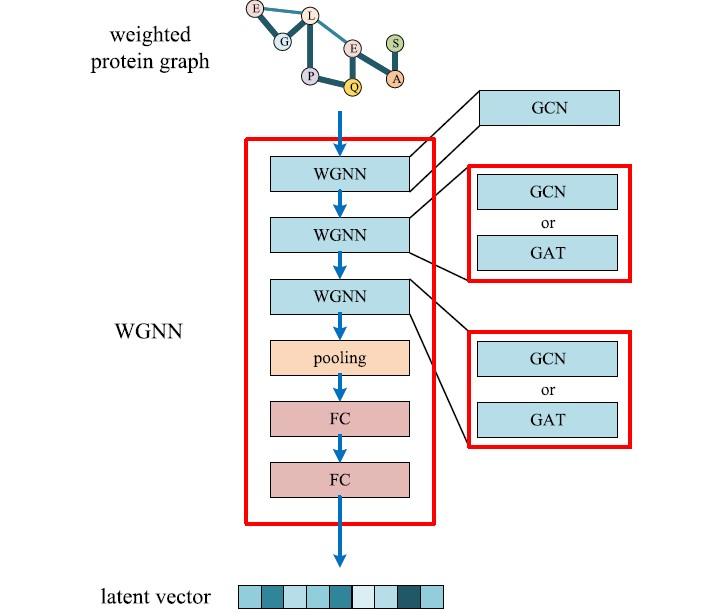 weighted
protein graph
E
L
G
E
S
P
Q
A
GCN
WGNN
GCN
or
GAT
WGNN
WGNN
WGNN
pooling
GCN
or
GAT
FC
FC
latent vector